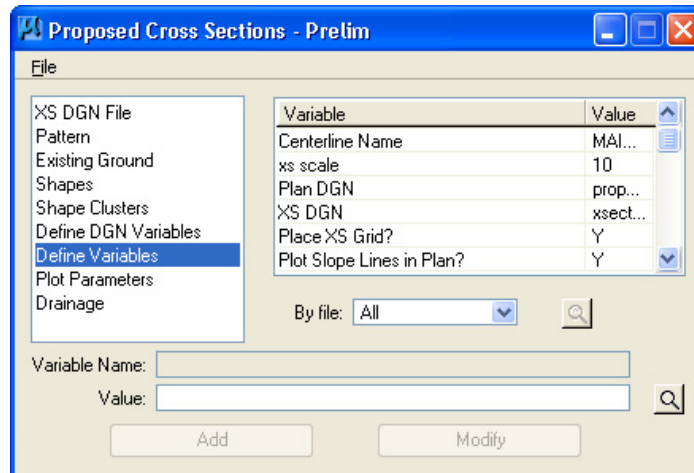 Proposed Cross Sections - Prelim
File
XS DGN File
Pattern
Existing Ground
Shapes
Shape Clusters
Define DGN Variables
Define Variables
Plot Parameters
Drainage
Variable Value
Centerline Name MAI...
xs scale 10
Plan DGN prop...
XS DGN xsect...
Place XS Grid? Y
Plot Slope Lines in Plan? Y
By file: All
Variable Name:
Value:
Add Modify